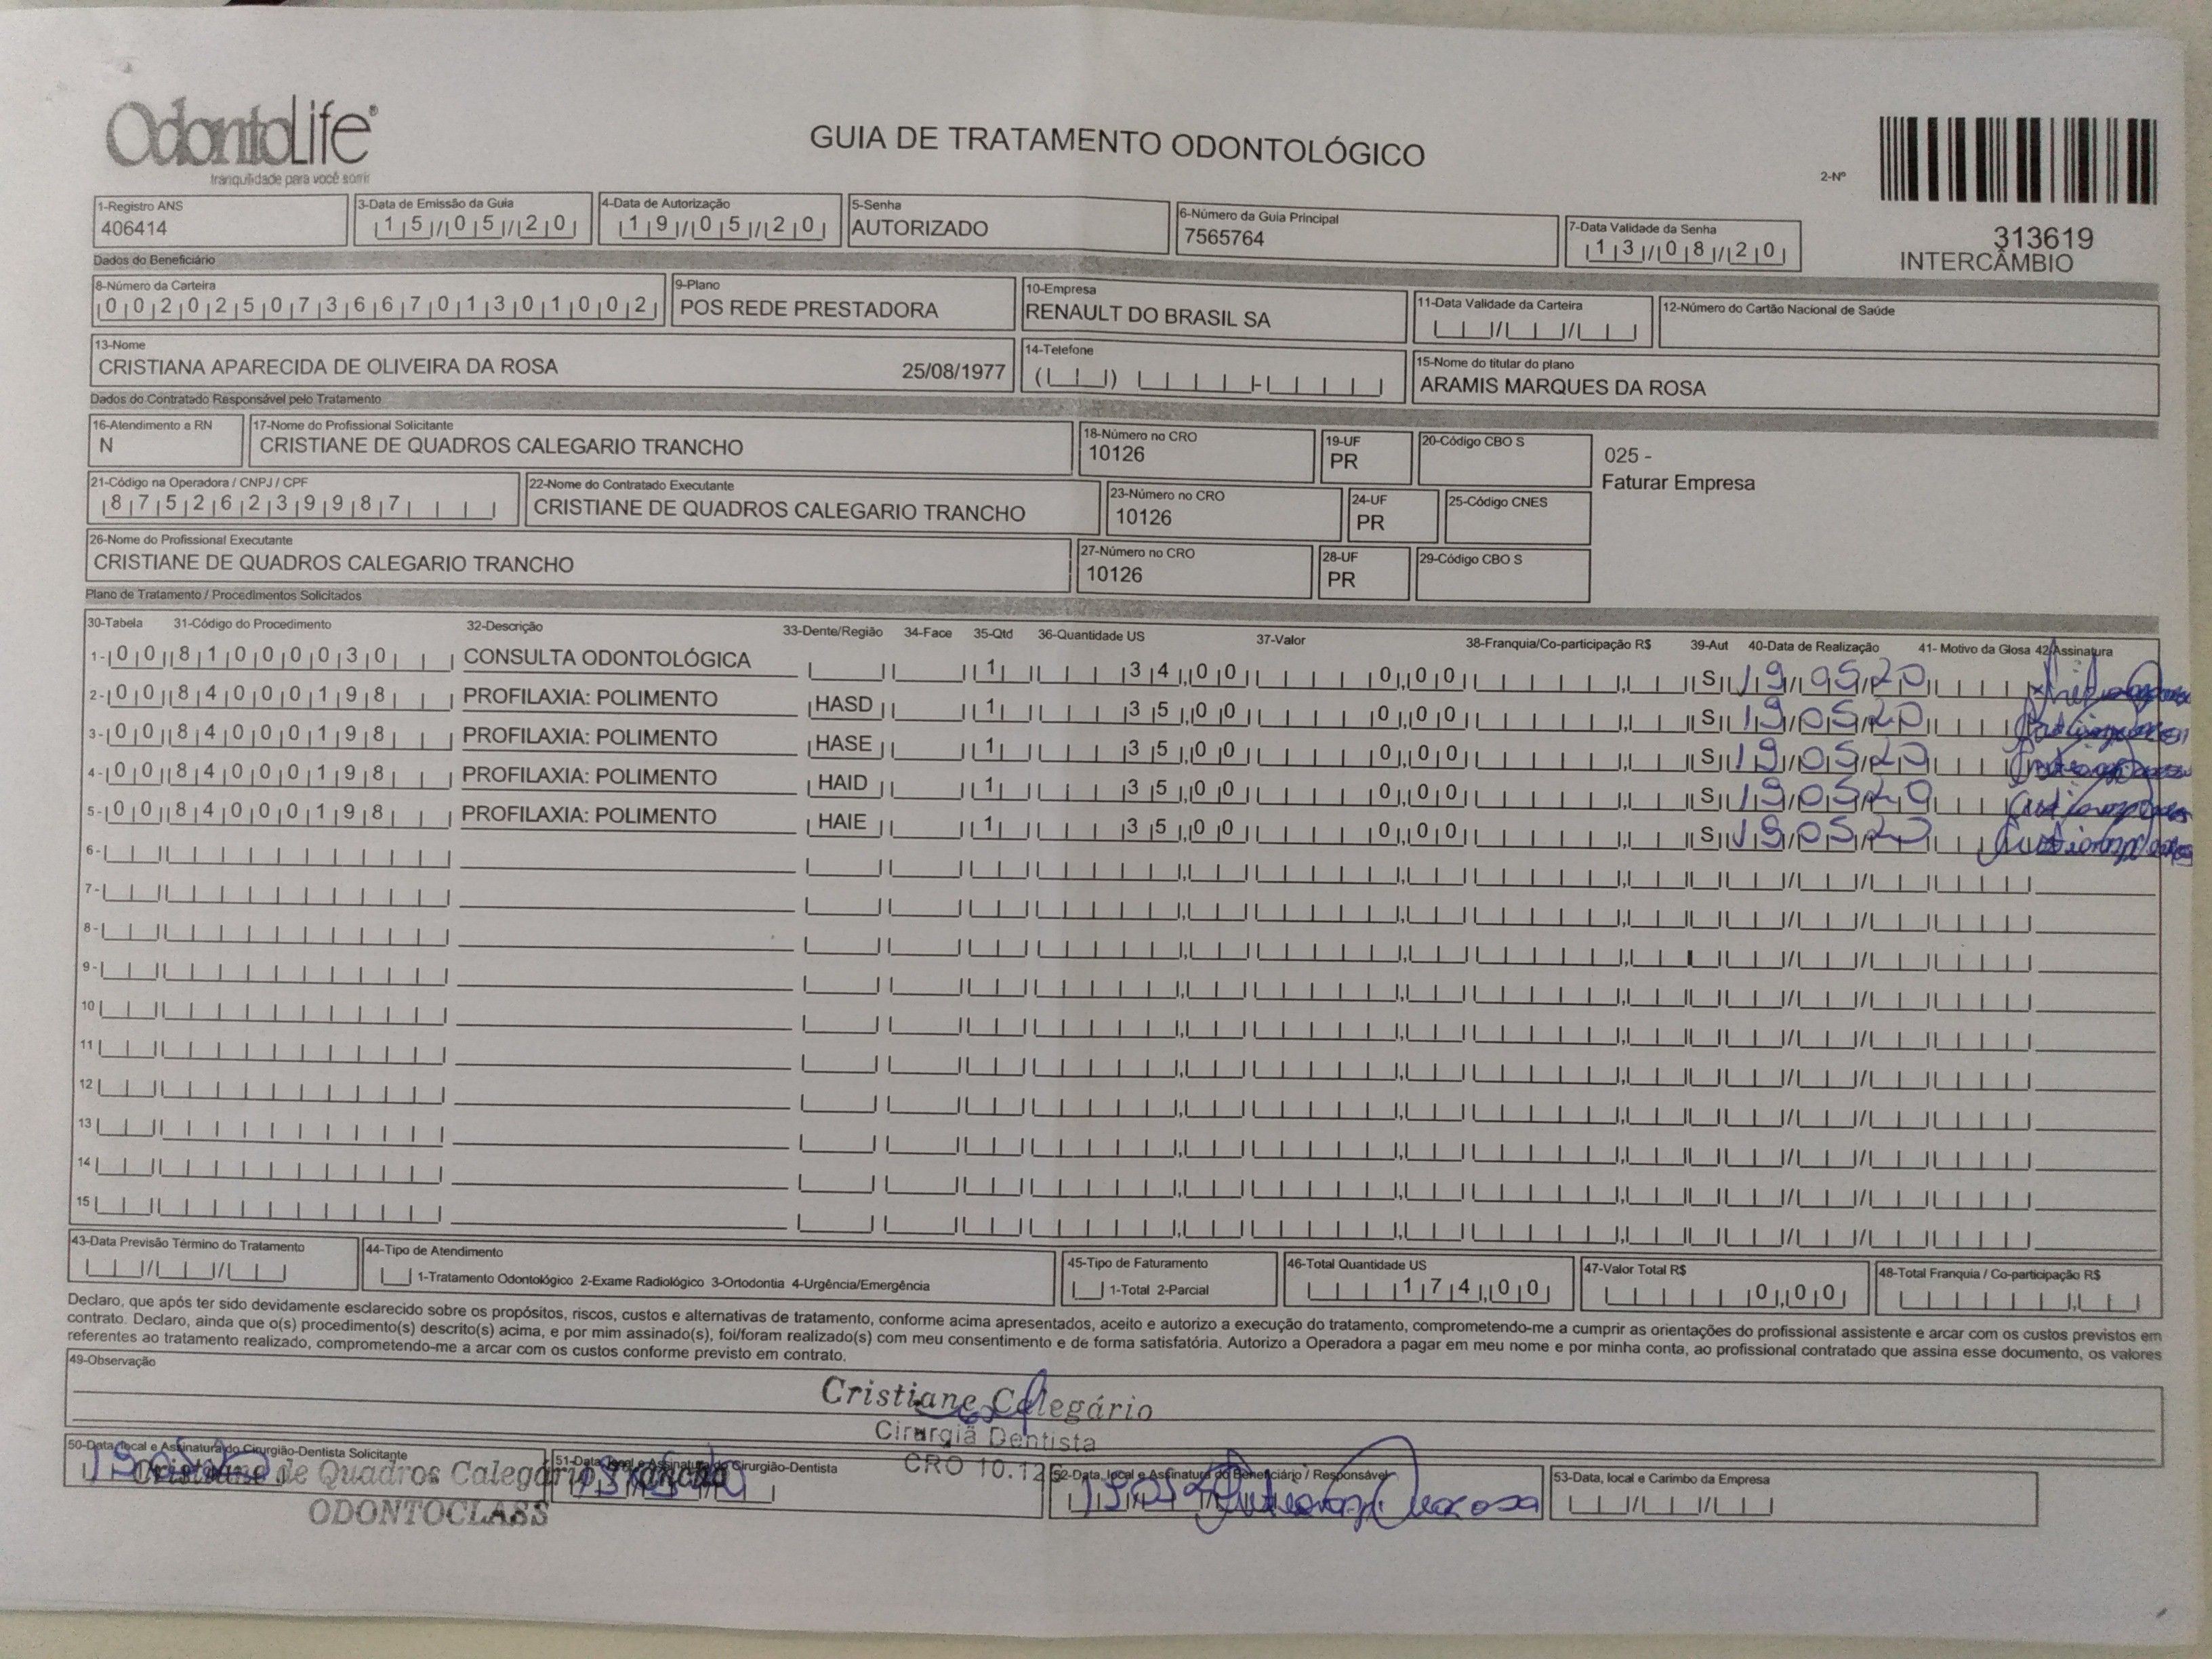 OdontoLife®
tranquilidade para você sorrir
GUIA DE TRATAMENTO ODONTOLÓGICO
2-Nº
313619
INTERCÂMBIO
1-Registro ANS
406414
3-Data de Emissão da Guia
15/05/20
4-Data de Autorização
19/05/20
5-Senha
AUTORIZADO
6-Número da Guia Principal
7565764
7-Data Validade da Senha
13/08/20
Dados do Beneficiário
8-Número da Carteira
00202507366701301002
9-Plano
POS REDE PRESTADORA
10-Empresa
RENAULT DO BRASIL SA
11-Data Validade da Carteira
12-Número do Cartão Nacional de Saúde
13-Nome
CRISTIANA APARECIDA DE OLIVEIRA DA ROSA 25/08/1977
14-Telefone
15-Nome do titular do plano
ARAMIS MARQUES DA ROSA
Dados do Contratado Responsável pelo Tratamento
16-Atendimento a RN
N
17-Nome do Profissional Solicitante
CRISTIANE DE QUADROS CALEGARIO TRANCHO
18-Número no CRO
10126
19-UF
PR
20-Código CBO S
025 -
Faturar Empresa
21-Código na Operadora / CNPJ / CPF
87526239987
22-Nome do Contratado Executante
CRISTIANE DE QUADROS CALEGARIO TRANCHO
23-Número no CRO
10126
24-UF
PR
25-Código CNES
26-Nome do Profissional Executante
CRISTIANE DE QUADROS CALEGARIO TRANCHO
27-Número no CRO
10126
28-UF
PR
29-Código CBO S
Plano de Tratamento / Procedimentos Solicitados
30-Tabela 31-Código do Procedimento 32-Descrição 33-Dente/Região 34-Face 35-Qtd 36-Quantidade US 37-Valor 38-Franquia/Co-participação R$ 39-Aut 40-Data de Realização 41- Motivo da Glosa 42-Assinatura
1- 00 81000030 CONSULTA ODONTOLÓGICA 1 34,00 0,00 S 19/05/20
2- 00 84000198 PROFILAXIA: POLIMENTO HASD 1 35,00 0,00 S 19/05/20
3- 00 84000198 PROFILAXIA: POLIMENTO HASE 1 35,00 0,00 S 19/05/20
4- 00 84000198 PROFILAXIA: POLIMENTO HAID 1 35,00 0,00 S 19/05/20
5- 00 84000198 PROFILAXIA: POLIMENTO HAIE 1 35,00 0,00 S 19/05/20
6-
7-
8-
9-
10
11
12
13
14
15
43-Data Previsão Término do Tratamento
44-Tipo de Atendimento
1-Tratamento Odontológico 2-Exame Radiológico 3-Ortodontia 4-Urgência/Emergência
45-Tipo de Faturamento
1-Total 2-Parcial
46-Total Quantidade US
174,00
47-Valor Total R$
0,00
48-Total Franquia / Co-participação R$
Declaro, que após ter sido devidamente esclarecido sobre os propósitos, riscos, custos e alternativas de tratamento, conforme acima apresentados, aceito e autorizo a execução do tratamento, comprometendo-me a cumprir as orientações do profissional assistente e arcar com os custos previstos em
contrato. Declaro, ainda que o(s) procedimento(s) descrito(s) acima, e por mim assinado(s), foi/foram realizado(s) com meu consentimento e de forma satisfatória. Autorizo a Operadora a pagar em meu nome e por minha conta, ao profissional contratado que assina esse documento, os valores
referentes ao tratamento realizado, comprometendo-me a arcar com os custos conforme previsto em contrato.
49-Observação
Cristiane Calegário
Cirurgiã Dentista
CRO 10.12
50-Data, local e Assinatura do Cirurgião-Dentista Solicitante
Cristiane de Quadros Calegário Trancho
ODONTOCLASS
51-Data, local e Assinatura do Cirurgião-Dentista
52-Data, local e Assinatura do Beneficiário / Responsável
53-Data, local e Carimbo da Empresa